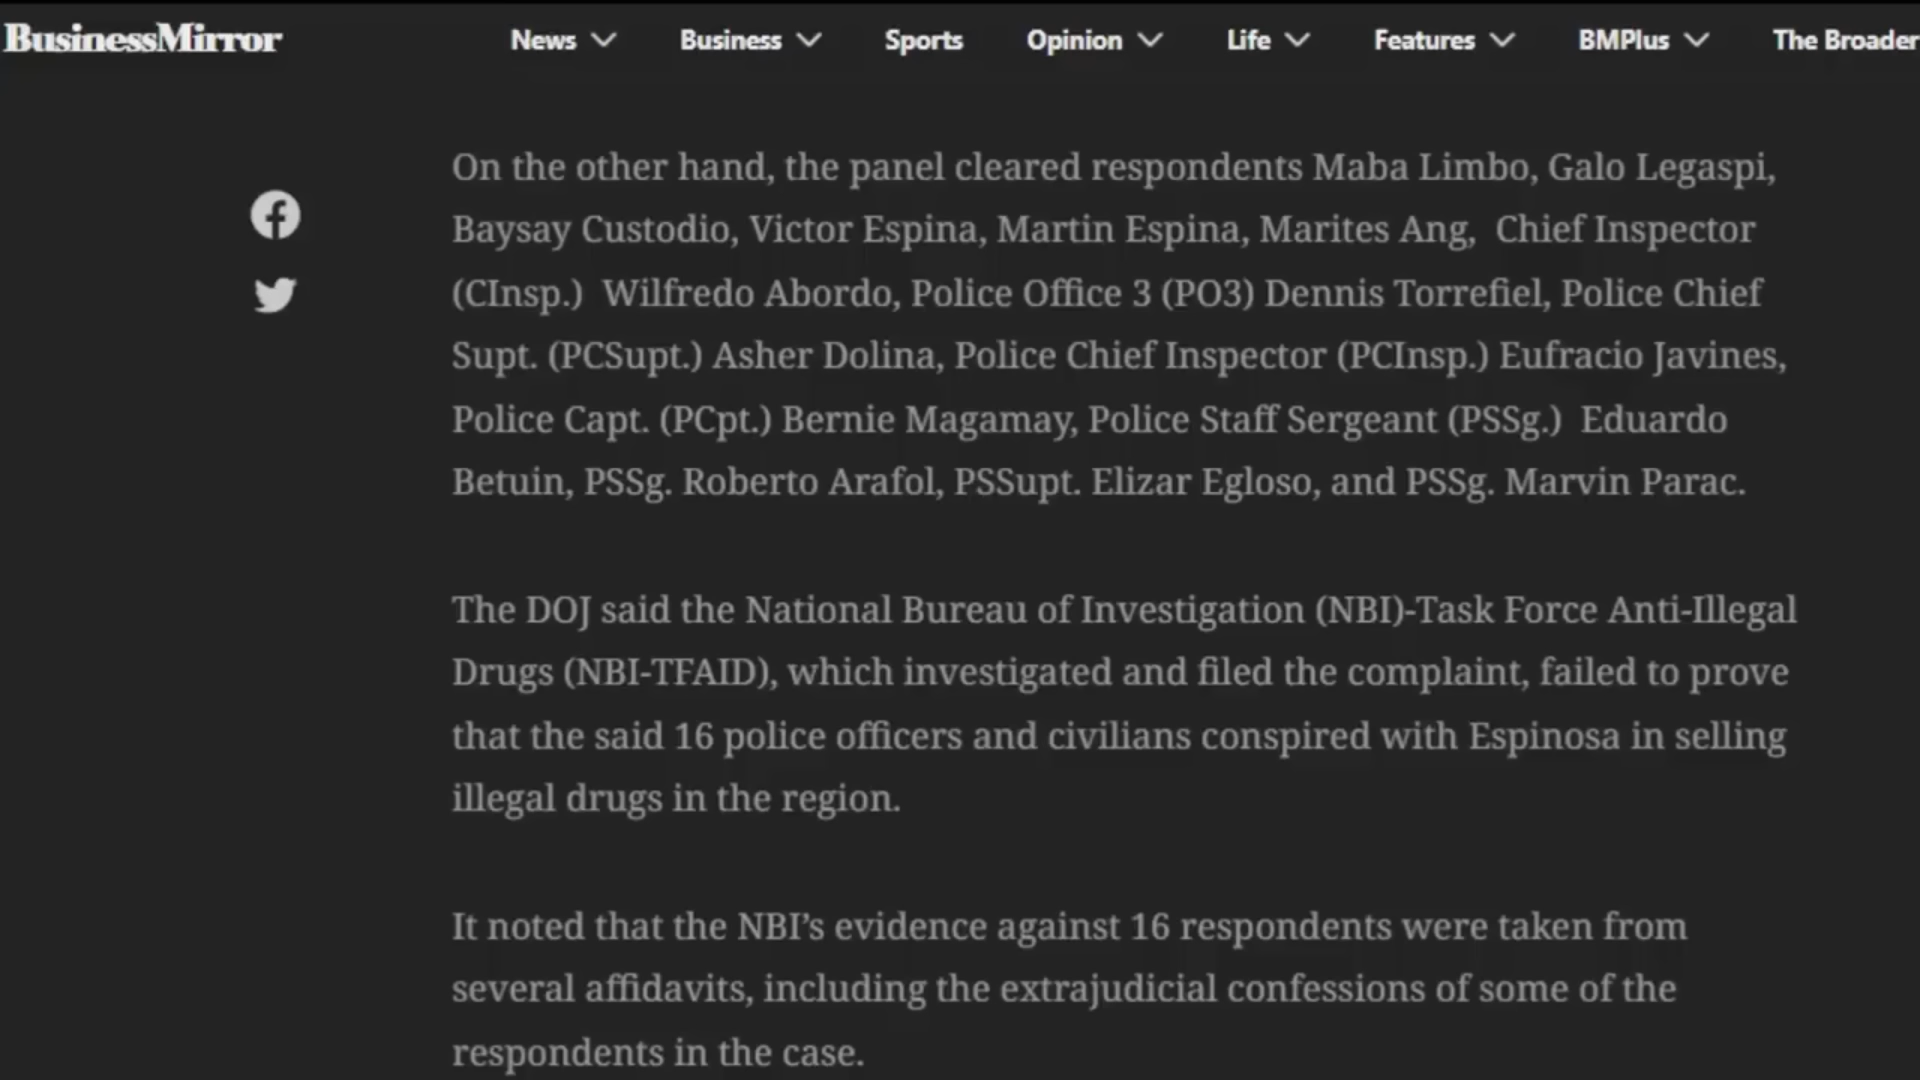 BusinessMirror
News Business Sports Opinion Life Features BMPlus The Broader
On the other hand, the panel cleared respondents Maba Limbo, Galo Legaspi,
Baysay Custodio, Victor Espina, Martin Espina, Marites Ang, Chief Inspector
(CInsp.) Wilfredo Abordo, Police Office 3 (PO3) Dennis Torrefiel, Police Chief
Supt. (PCSupt.) Asher Dolina, Police Chief Inspector (PCInsp.) Eufracio Javines,
Police Capt. (PCpt.) Bernie Magamay, Police Staff Sergeant (PSSg.) Eduardo
Betuin, PSSg. Roberto Arafol, PSSupt. Elizar Egloso, and PSSg. Marvin Parac.
The DOJ said the National Bureau of Investigation (NBI)-Task Force Anti-Illegal
Drugs (NBI-TFAID), which investigated and filed the complaint, failed to prove
that the said 16 police officers and civilians conspired with Espinosa in selling
illegal drugs in the region.
It noted that the NBI’s evidence against 16 respondents were taken from
several affidavits, including the extrajudicial confessions of some of the
respondents in the case.